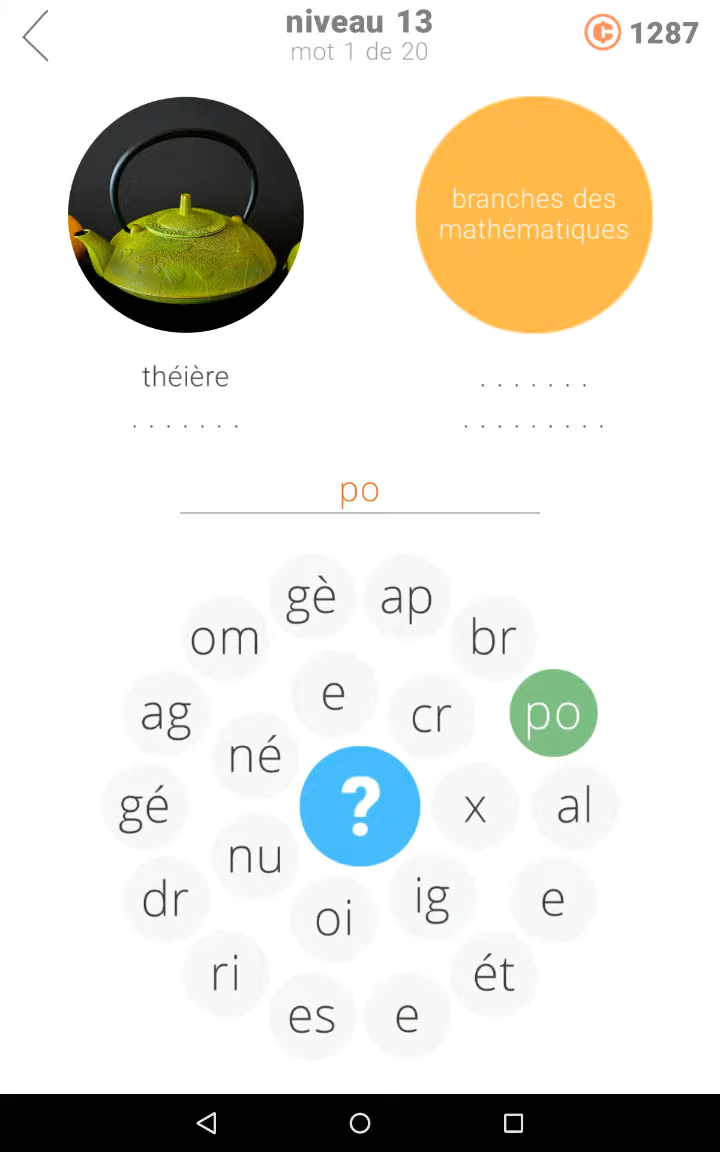 niveau 13
mot 1 de 20
1287
branches des
mathématiques
théière
. . . . . . .
. . . . . . .
. . . . . . . . .
po
gè
ap
om
br
e
ag
cr
po
né
gé
?
x
al
nu
dr
oi
ig
e
ri
ét
es
e